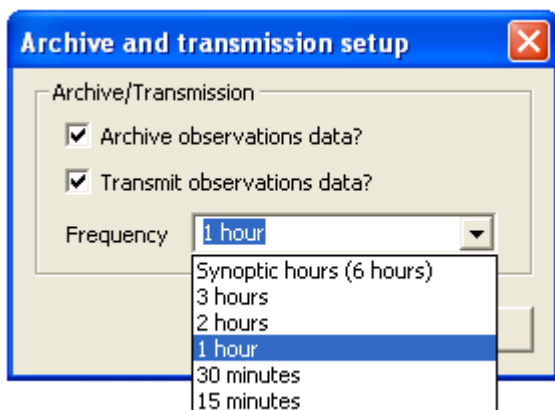 Archive and transmission setup
Archive/Transmission
Archive observations data?
Transmit observations data?
Frequency 1 hour
Synoptic hours (6 hours)
3 hours
2 hours
1 hour
30 minutes
15 minutes